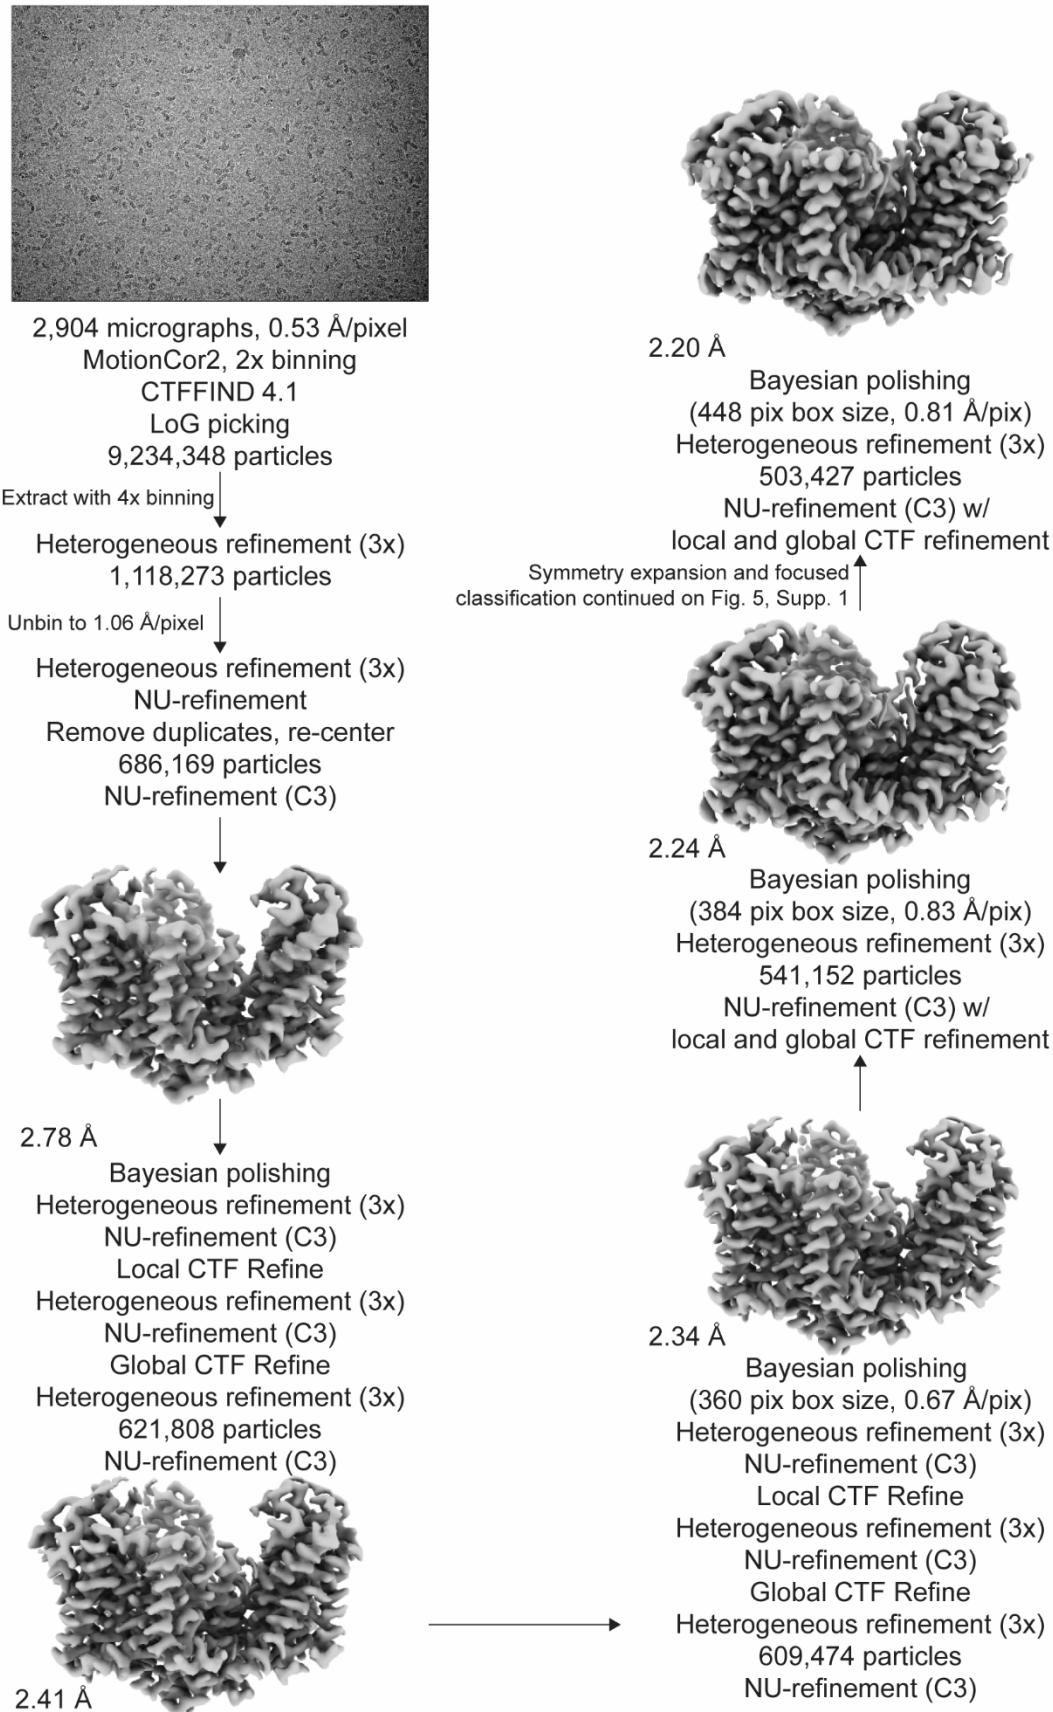 2,904 micrographs, 0.53 Å/pixel
MotionCor2, 2x binning
CTFFIND 4.1
LoG picking
9,234,348 particles
Extract with 4x binning
Heterogeneous refinement (3x)
1,118,273 particles
Unbin to 1.06 Å/pixel
Heterogeneous refinement (3x)
NU-refinement
Remove duplicates, re-center
686,169 particles
NU-refinement (C3)
2.78 Å
Bayesian polishing
Heterogeneous refinement (3x)
NU-refinement (C3)
Local CTF Refine
Heterogeneous refinement (3x)
NU-refinement (C3)
Global CTF Refine
Heterogeneous refinement (3x)
621,808 particles
NU-refinement (C3)
2.41 Å
2.34 Å
Bayesian polishing
(360 pix box size, 0.67 Å/pix)
Heterogeneous refinement (3x)
NU-refinement (C3)
Local CTF Refine
Heterogeneous refinement (3x)
NU-refinement (C3)
Global CTF Refine
Heterogeneous refinement (3x)
609,474 particles
NU-refinement (C3)
2.24 Å
Bayesian polishing
(384 pix box size, 0.83 Å/pix)
Heterogeneous refinement (3x)
541,152 particles
NU-refinement (C3) w/
local and global CTF refinement
2.20 Å
Bayesian polishing
(448 pix box size, 0.81 Å/pix)
Heterogeneous refinement (3x)
503,427 particles
NU-refinement (C3) w/
local and global CTF refinement
Symmetry expansion and focused
classification continued on Fig. 5, Supp. 1